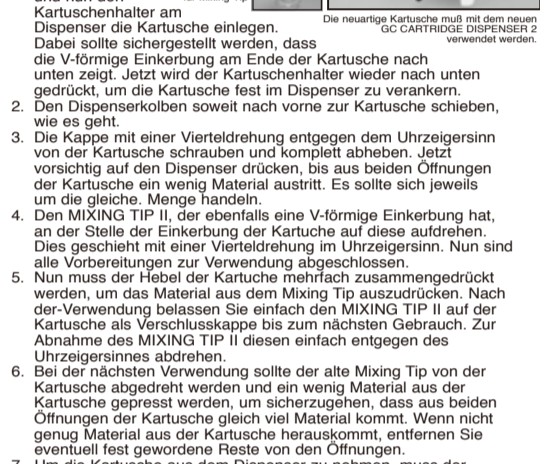 Kartuschenhalter am
Dispenser die Kartusche einlegen.
Die neuartige Kartusche muß mit dem neuen
GC CARTRIDGE DISPENSER 2
verwendet werden.
Dabei sollte sichergestellt werden, dass
die V-förmige Einkerbung am Ende der Kartusche nach
unten zeigt. Jetzt wird der Kartuschenhalter wieder nach unten
gedrückt, um die Kartusche fest im Dispenser zu verankern.
2. Den Dispenserkolben soweit nach vorne zur Kartusche schieben,
wie es geht.
3. Die Kappe mit einer Vierteldrehung entgegen dem Uhrzeigersinn
von der Kartusche schrauben und komplett abheben. Jetzt
vorsichtig auf den Dispenser drücken, bis aus beiden Öffnungen
der Kartusche ein wenig Material austritt. Es sollte sich jeweils
um die gleiche. Menge handeln.
4. Den MIXING TIP II, der ebenfalls eine V-förmige Einkerbung hat,
an der Stelle der Einkerbung der Kartuche auf diese aufdrehen.
Dies geschieht mit einer Vierteldrehung im Uhrzeigersinn. Nun sind
alle Vorbereitungen zur Verwendung abgeschlossen.
5. Nun muss der Hebel der Kartuche mehrfach zusammengedrückt
werden, um das Material aus dem Mixing Tip auszudrücken. Nach
der-Verwendung belassen Sie einfach den MIXING TIP II auf der
Kartusche als Verschlusskappe bis zum nächsten Gebrauch. Zur
Abnahme des MIXING TIP II diesen einfach entgegen des
Uhrzeigersinnes abdrehen.
6. Bei der nächsten Verwendung sollte der alte Mixing Tip von der
Kartusche abgedreht werden und ein wenig Material aus der
Kartusche gepresst werden, um sicherzugehen, dass aus beiden
Öffnungen der Kartusche gleich viel Material kommt. Wenn nicht
genug Material aus der Kartusche herauskommt, entfernen Sie
eventuell fest gewordene Reste von den Öffnungen.
7. Um die Kartusche aus dem Dispenser zu nehmen, muss der